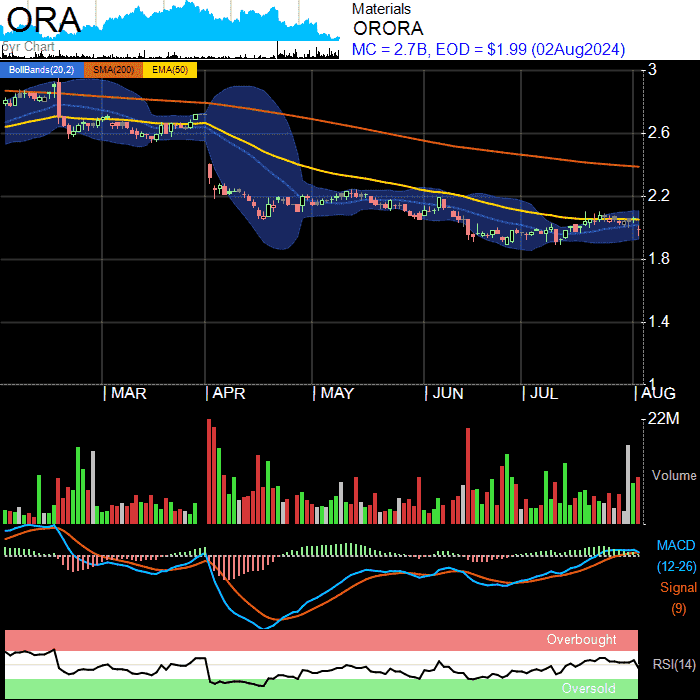 ORA
5yr Chart
Materials
ORORA
MC = 2.7B, EOD = $1.99 (02Aug2024)
BollBands(20,2) SMA(200) EMA(50)
3
2.6
2.2
1.8
1.4
1
MAR APR MAY JUN JUL AUG
22M
Volume
MACD
(12-26)
Signal
(9)
Overbought
RSI(14)
Oversold